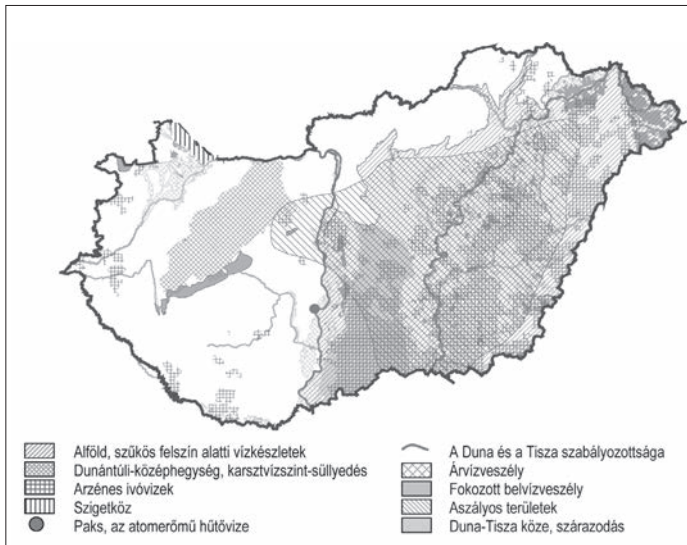 Alföld, szűkös felszín alatti vízkészletek
Dunántúli-középhegység, karsztvízszint-süllyedés
Arzénes ivóvizek
Szigetköz
Paks, az atomerőmű hűtővize
A Duna és a Tisza szabályozottsága
Árvízveszély
Fokozott belvízveszély
Aszályos területek
Duna-Tisza köze, szárazodás